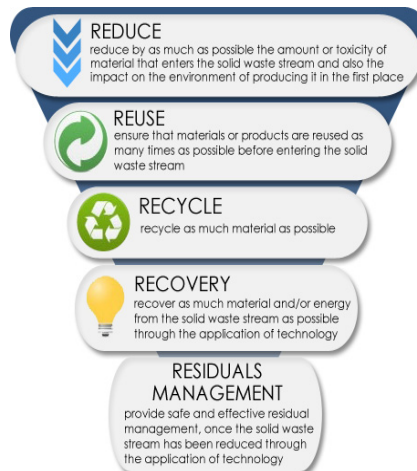 REDUCE
reduce by as much as possible the amount or toxicity of
material that enters the solid waste stream and also the
impact on the environment of producing it in the first place
REUSE
ensure that materials or products are reused as
many times as possible before entering the solid
waste stream
RECYCLE
recycle as much material as possible
RECOVERY
recover as much material and/or energy
from the solid waste stream as possible
through the application of technology
RESIDUALS
MANAGEMENT
provide safe and effective residual
management, once the solid waste
stream has been reduced through
the application of technology